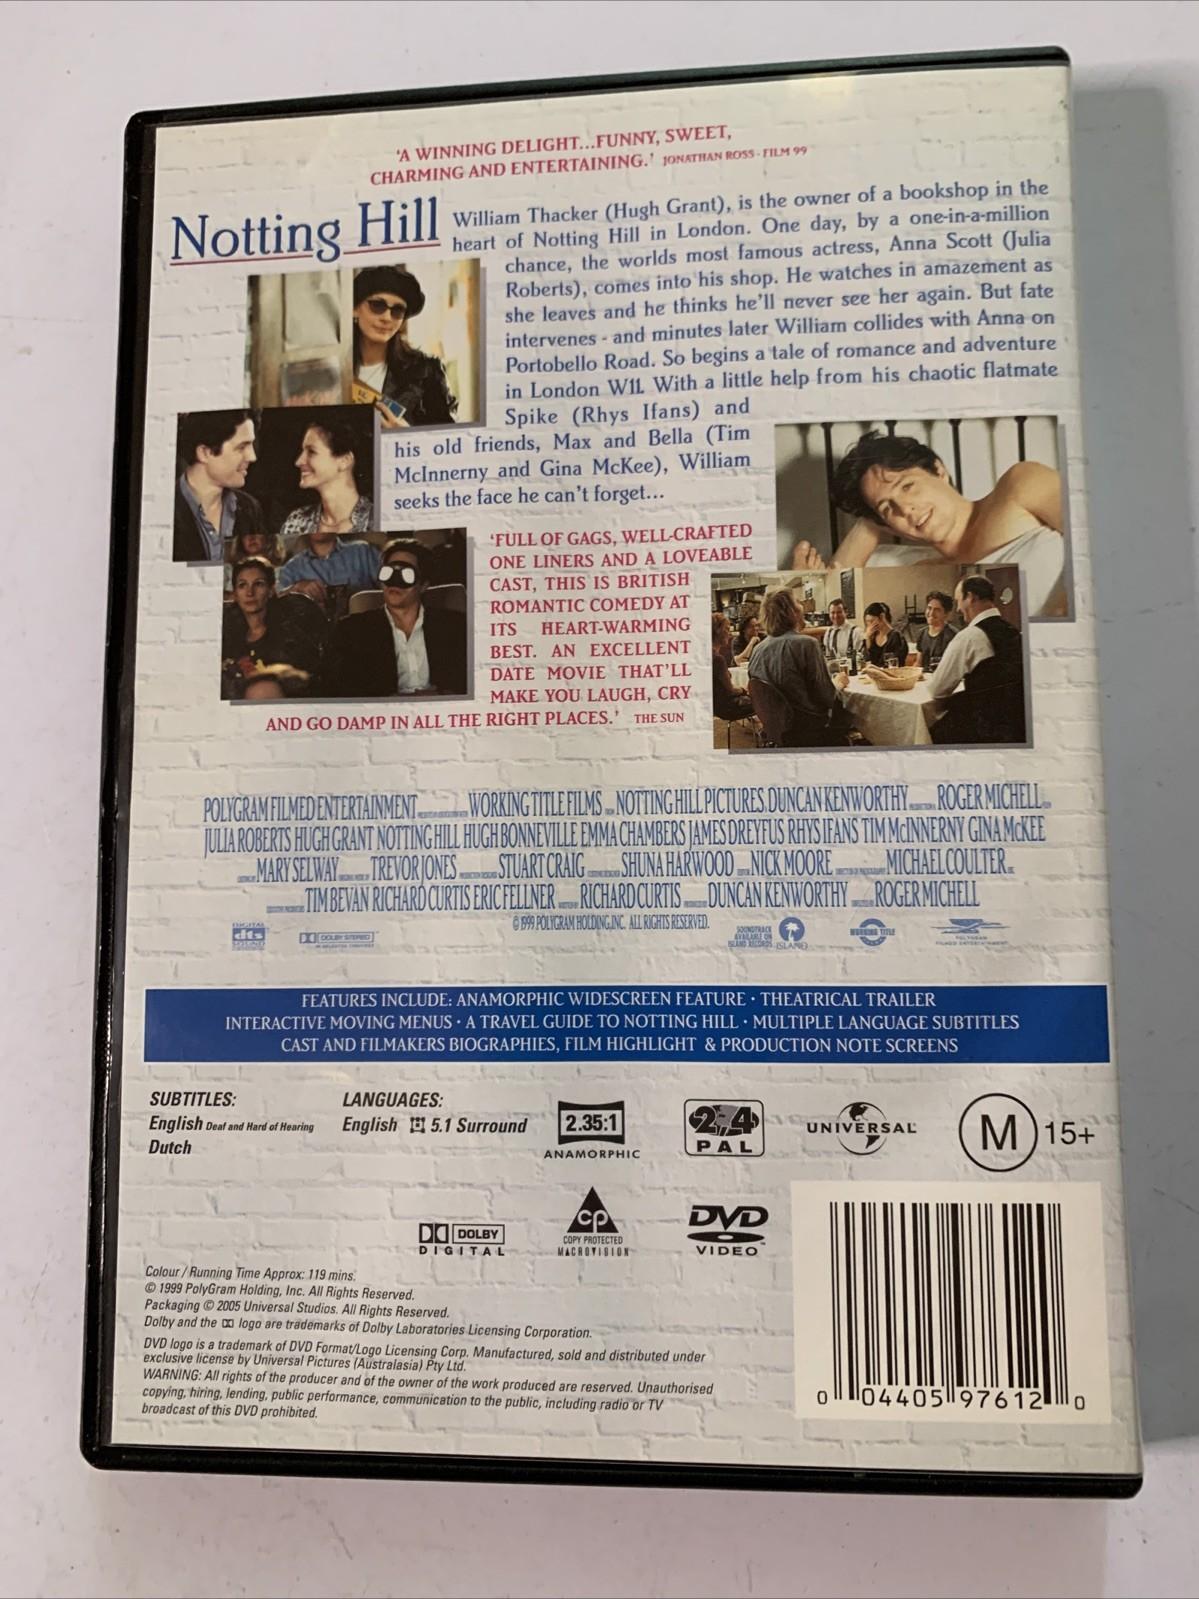 'A WINNING DELIGHT...FUNNY, SWEET,
CHARMING AND ENTERTAINING.' JONATHAN ROSS - FILM 99
Notting Hill
William Thacker (Hugh Grant), is the owner of a bookshop in the
heart of Notting Hill in London. One day, by a one-in-a-million
chance, the worlds most famous actress, Anna Scott (Julia
Roberts), comes into his shop. He watches in amazement as
she leaves and he thinks he'll never see her again. But fate
intervenes - and minutes later William collides with Anna on
Portobello Road. So begins a tale of romance and adventure
in London W11. With a little help from his chaotic flatmate
Spike (Rhys Ifans) and
his old friends, Max and Bella (Tim
McInnerny and Gina McKee), William
seeks the face he can't forget...
'FULL OF GAGS, WELL-CRAFTED
ONE LINERS AND A LOVEABLE
CAST, THIS IS BRITISH
ROMANTIC COMEDY AT
ITS HEART-WARMING
BEST. AN EXCELLENT
DATE MOVIE THAT'LL
MAKE YOU LAUGH, CRY
AND GO DAMP IN ALL THE RIGHT PLACES.' THE SUN
POLYGRAM FILMED ENTERTAINMENT WORKING TITLE FILMS NOTTING HILL PICTURES DUNCAN KENWORTHY ROGER MICHELL
JULIA ROBERTS HUGH GRANT NOTTING HILL HUGH BONNEVILLE EMMA CHAMBERS JAMES DREYFUS RHYS IFANS TIM McINNERNY GINA McKEE
MARY SELWAY TREVOR JONES STUART CRAIG SHUNA HARWOOD NICK MOORE MICHAEL COULTER
TIM BEVAN RICHARD CURTIS ERIC FELLNER RICHARD CURTIS DUNCAN KENWORTHY ROGER MICHELL
© 1999 POLYGRAM HOLDING, INC. ALL RIGHTS RESERVED.
DIGITAL
dts
SOUND
DOLBY STEREO
SOUNDTRACK
AVAILABLE ON
ISLAND RECORDS
ISLAND
WORKING TITLE
POLYGRAM
FILMED ENTERTAINMENT
FEATURES INCLUDE: ANAMORPHIC WIDESCREEN FEATURE · THEATRICAL TRAILER
INTERACTIVE MOVING MENUS · A TRAVEL GUIDE TO NOTTING HILL · MULTIPLE LANGUAGE SUBTITLES
CAST AND FILMAKERS BIOGRAPHIES, FILM HIGHLIGHT & PRODUCTION NOTE SCREENS
SUBTITLES:
English Deaf and Hard of Hearing
Dutch
LANGUAGES:
English 5.1 Surround
2.35:1
ANAMORPHIC
2 4
PAL
UNIVERSAL
M 15+
DOLBY
DIGITAL
cp
COPY PROTECTED
MACROVISION
DVD
VIDEO
Colour / Running Time Approx: 119 mins.
© 1999 PolyGram Holding, Inc. All Rights Reserved.
Packaging © 2005 Universal Studios. All Rights Reserved.
Dolby and the logo are trademarks of Dolby Laboratories Licensing Corporation.
DVD logo is a trademark of DVD Format/Logo Licensing Corp. Manufactured, sold and distributed under
exclusive license by Universal Pictures (Australasia) Pty Ltd.
WARNING: All rights of the producer and of the owner of the work produced are reserved. Unauthorised
copying, hiring, lending, public performance, communication to the public, including radio or TV
broadcast of this DVD prohibited.
0 04405 97612 0